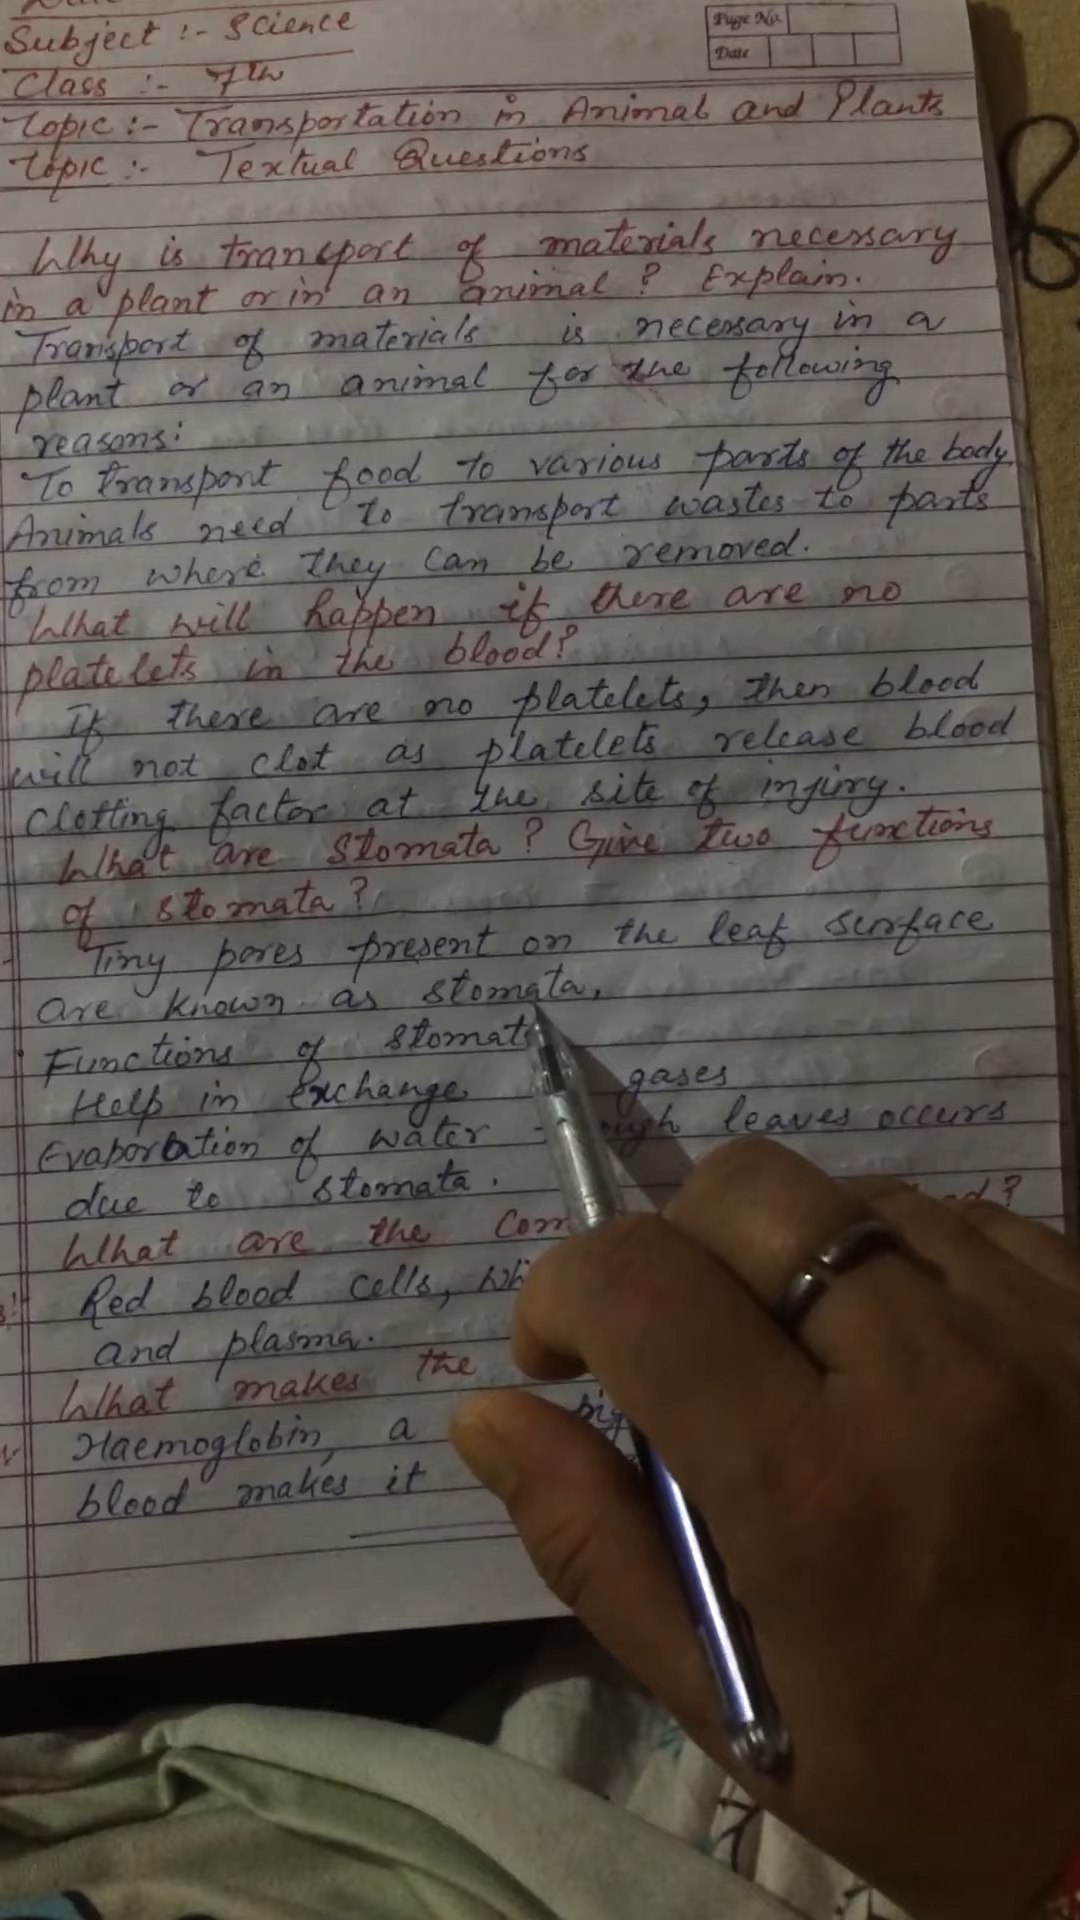 Subject :- Science
Page No.
Date
Class :- 7th
Topic :- Transportation in Animal and Plants
Topic :- Textual Questions
Why is transport of materials necessary
in a plant or in an animal? Explain.
Transport of materials is necessary in a
plant or an animal for the following
reasons:
To transport food to various parts of the body
Animals need to transport wastes to parts
from where they can be removed.
What will happen if there are no
platelets in the blood?
If there are no platelets, then blood
will not clot as platelets release blood
clotting factor at the site of injury.
What are stomata? Give two functions
of stomata?
Tiny pores present on the leaf surface
are known as stomata,
Functions of
Help in exchange gases
Evaporation of water leaves occurs
due to stomata.
What are the
Red blood cells,
and plasma.
What makes the
Haemoglobin, a
blood makes it